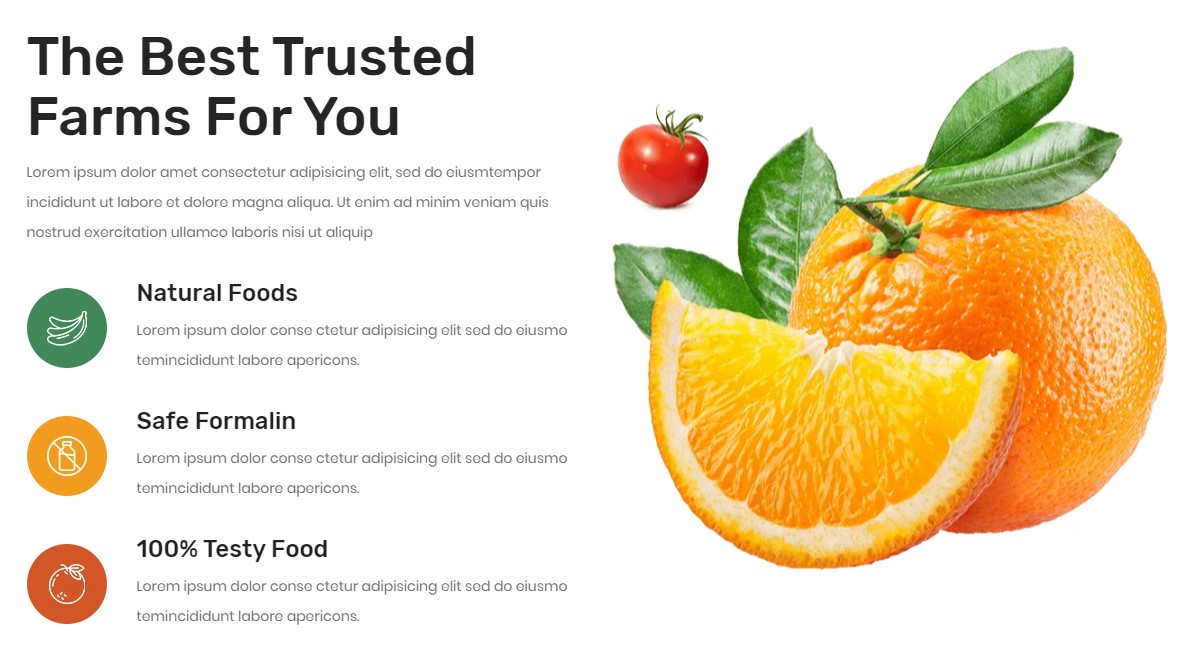 The Best Trusted
Farms For You
Lorem ipsum dolor amet consectetur adipisicing elit, sed do eiusmtempor
incididunt ut labore et dolore magna aliqua. Ut enim ad minim veniam quis
nostrud exercitation ullamco laboris nisi ut aliquip
Natural Foods
Lorem ipsum dolor conse ctetur adipisicing elit sed do eiusmo
temincididunt labore apericons.
Safe Formalin
Lorem ipsum dolor conse ctetur adipisicing elit sed do eiusmo
temincididunt labore apericons.
100% Testy Food
Lorem ipsum dolor conse ctetur adipisicing elit sed do eiusmo
temincididunt labore apericons.